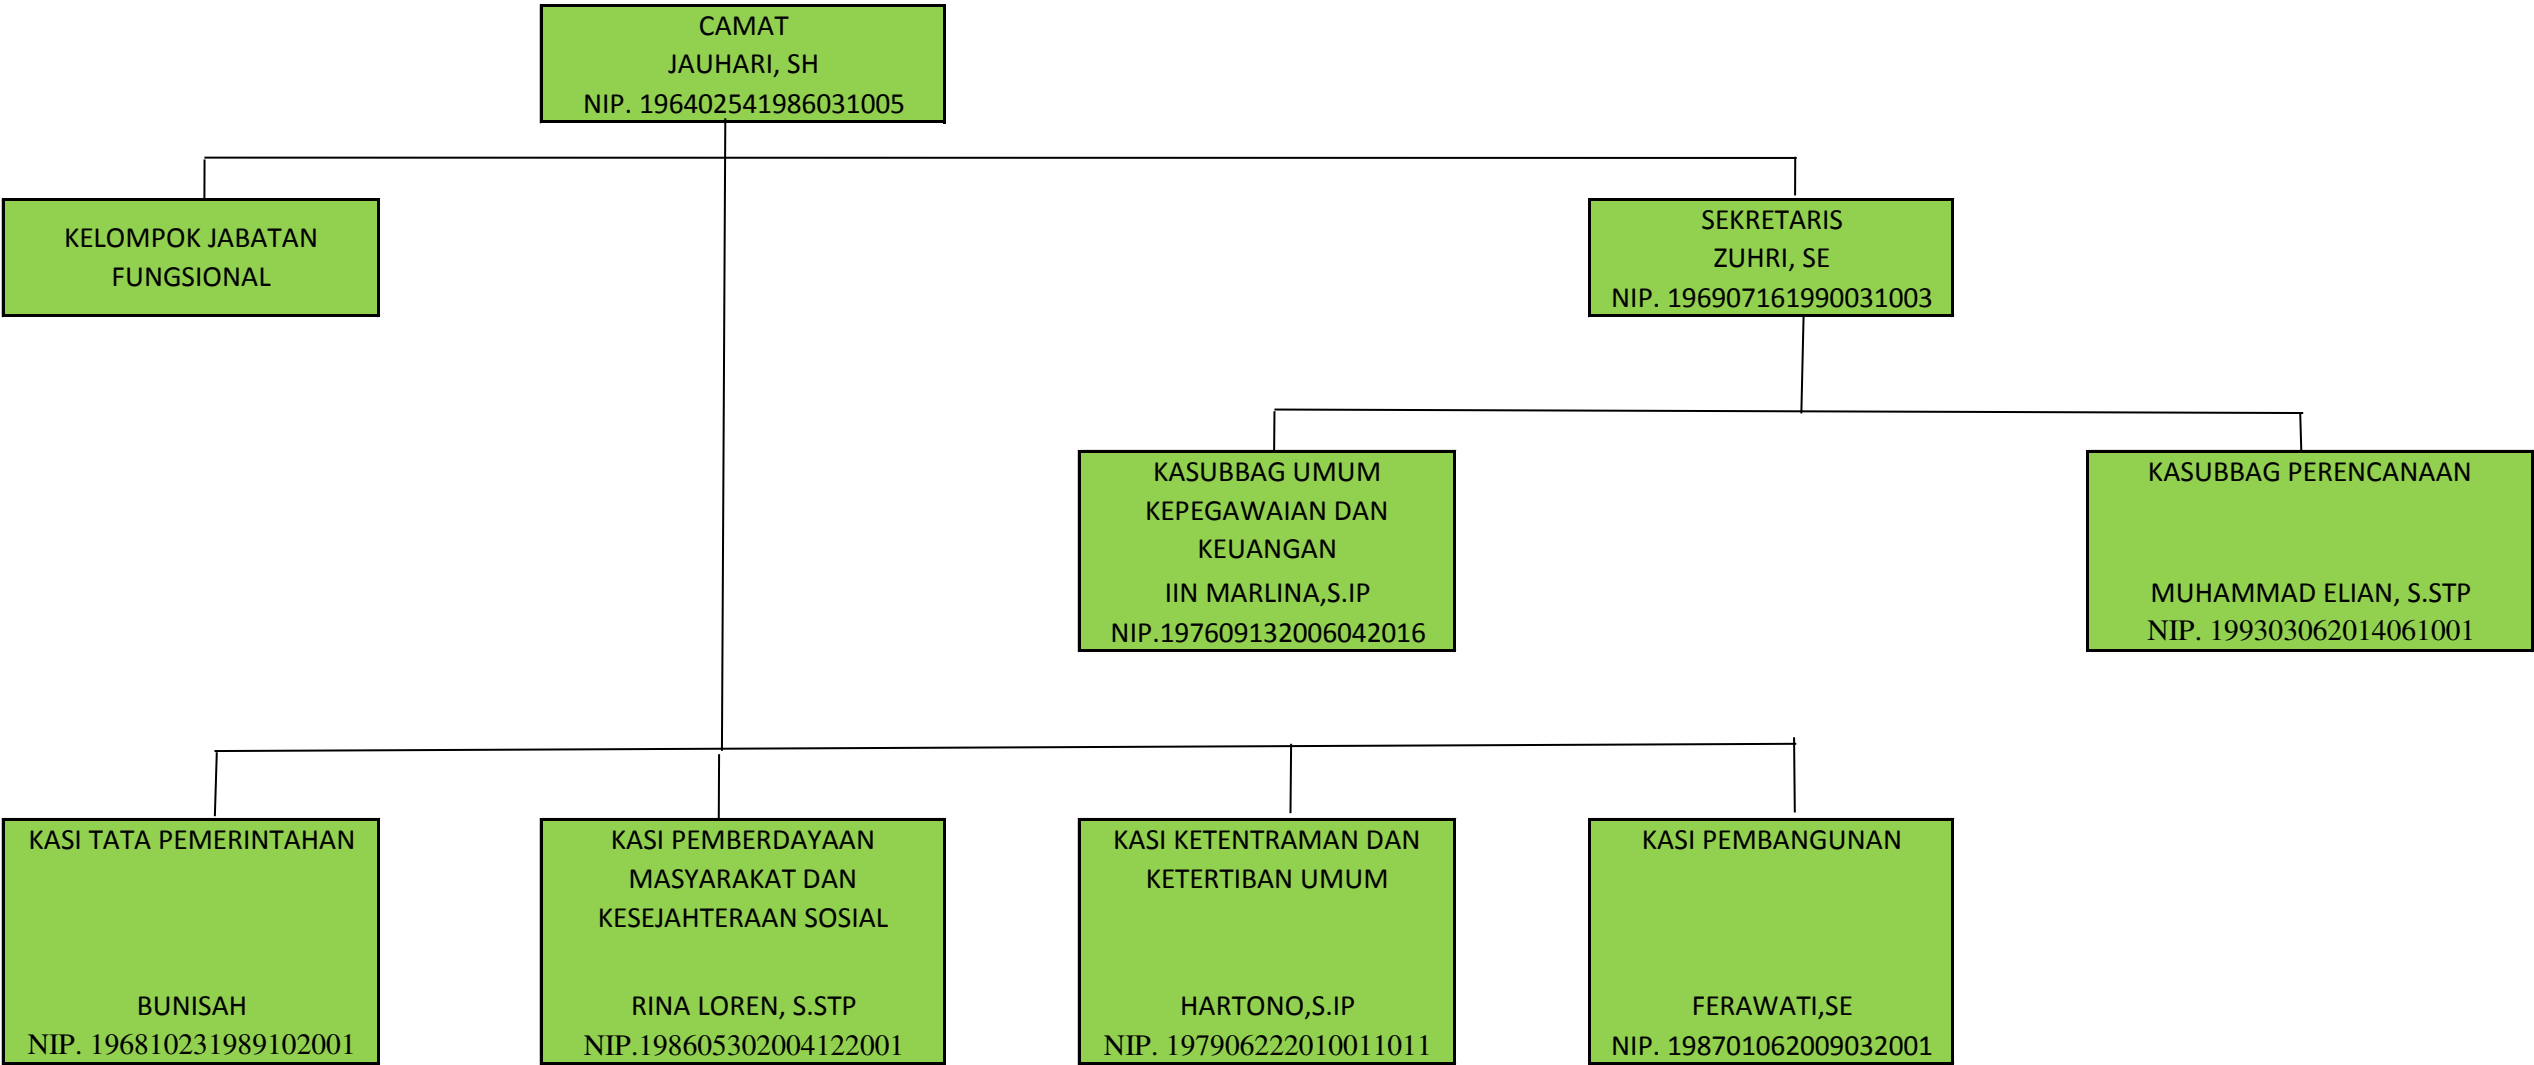 CAMAT
JAUHARI, SH
NIP. 196402541986031005
KELOMPOK JABATAN
FUNGSIONAL
SEKRETARIS
ZUHRI, SE
NIP. 196907161990031003
KASUBBAG UMUM
KEPEGAWAIAN DAN
KEUANGAN
IIN MARLINA,S.IP
NIP.197609132006042016
KASUBBAG PERENCANAAN
MUHAMMAD ELIAN, S.STP
NIP. 199303062014061001
KASI TATA PEMERINTAHAN
BUNISAH
NIP. 196810231989102001
KASI PEMBERDAYAAN
MASYARAKAT DAN
KESEJAHTERAAN SOSIAL
RINA LOREN, S.STP
NIP.198605302004122001
KASI KETENTRAMAN DAN
KETERTIBAN UMUM
HARTONO,S.IP
NIP. 197906222010011011
KASI PEMBANGUNAN
FERAWATI,SE
NIP. 198701062009032001